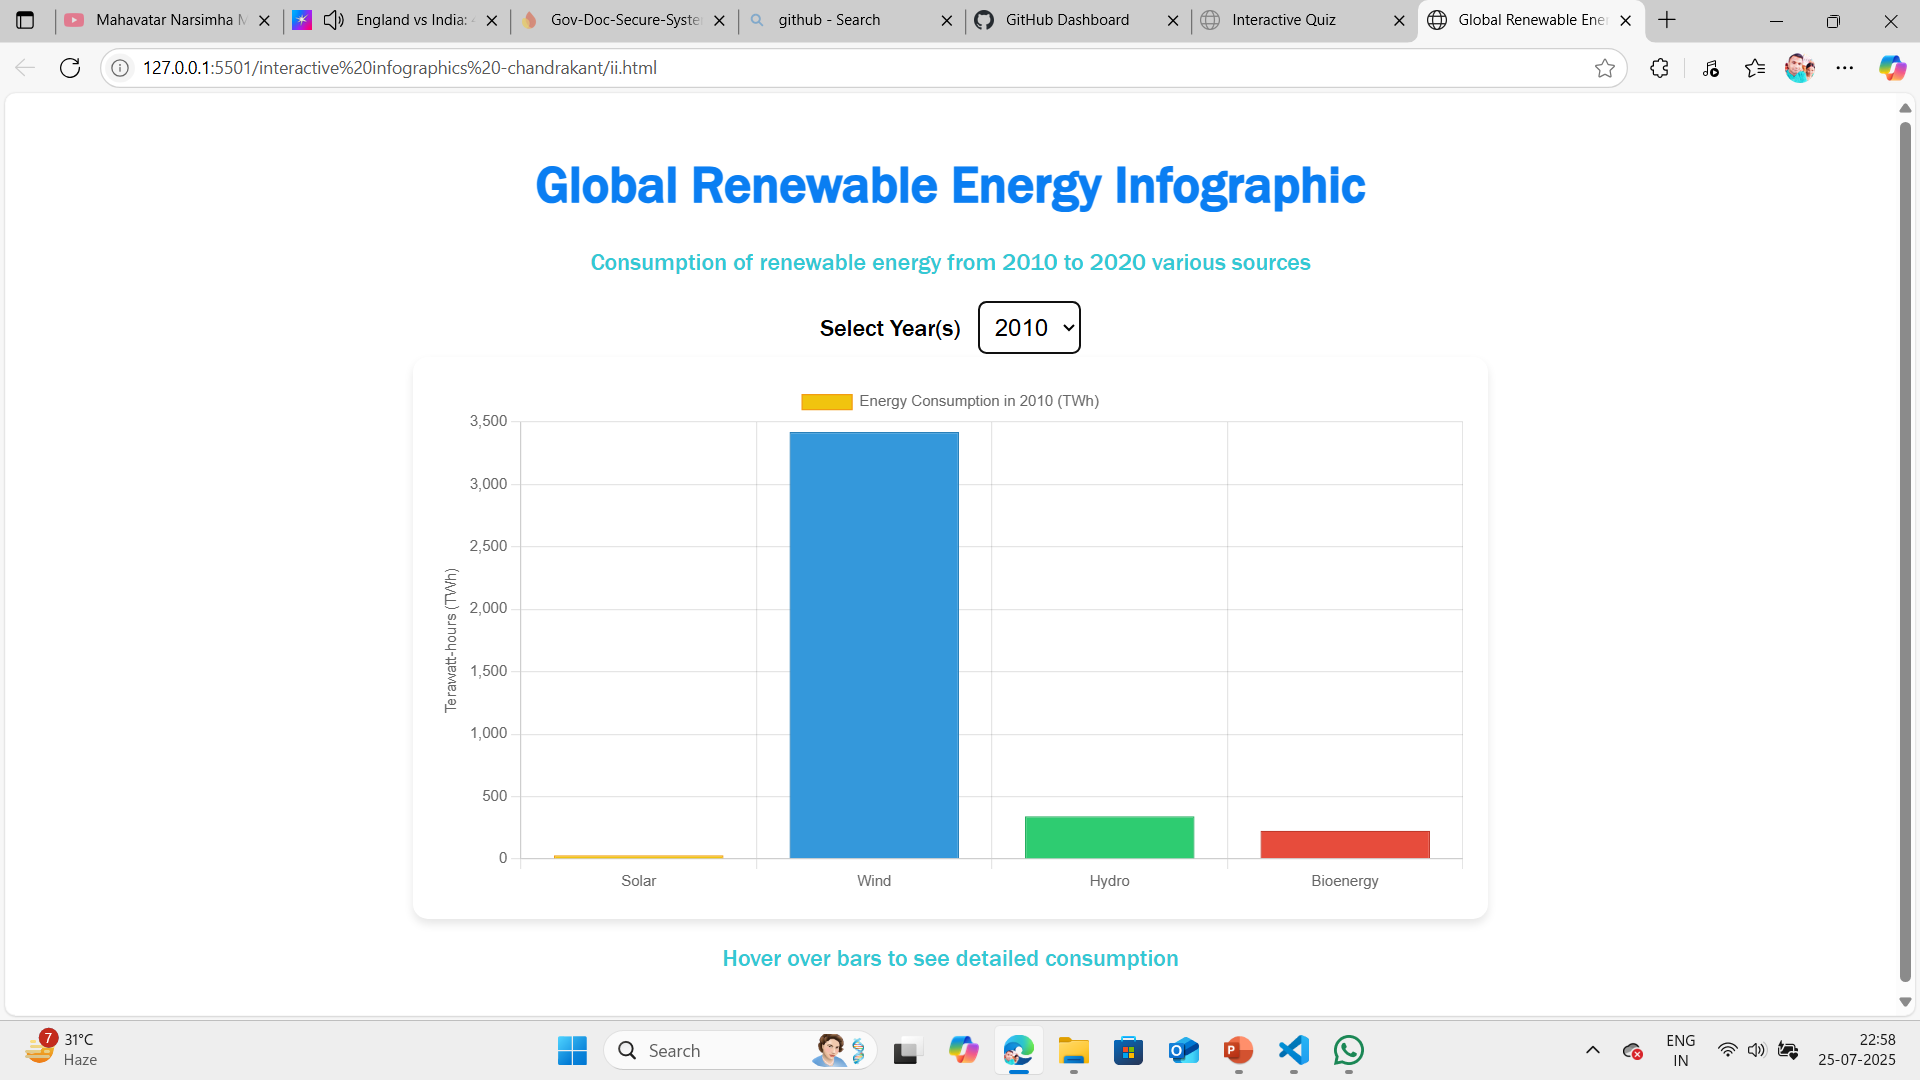 Mahavatar Narsimha M
England vs India:
Gov-Doc-Secure-Syste
github - Search
GitHub Dashboard
Interactive Quiz
Global Renewable Ener
127.0.0.1:5501/interactive%20infographics%20-chandrakant/ii.html
Global Renewable Energy Infographic
Consumption of renewable energy from 2010 to 2020 various sources
Select Year(s) 2010
Energy Consumption in 2010 (TWh)
3,500
3,000
2,500
2,000
1,500
1,000
500
0
Terawatt-hours (TWh)
Solar Wind Hydro Bioenergy
Hover over bars to see detailed consumption
7
31°C
Haze
Search
ENG
IN
22:58
25-07-2025